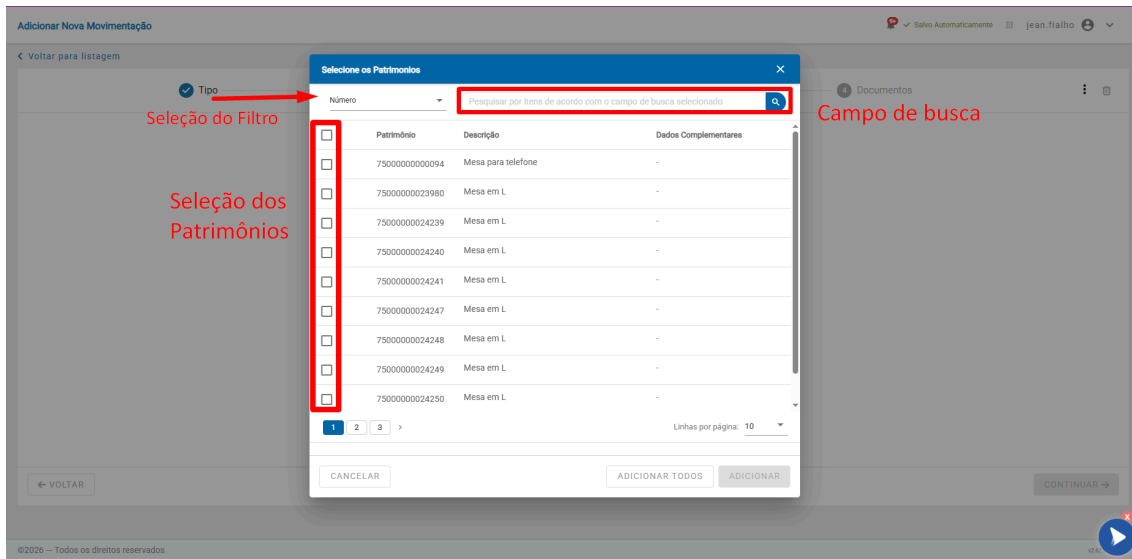 Adicionar Nova Movimentação
9+
Salvo Automaticamente
jean.fialho
Voltar para listagem
Selecione os Patrimonios
Tipo
4 Documentos
Número
Pesquisar por itens de acordo com o campo de busca selecionado
Seleção do Filtro
Campo de busca
Patrimônio Descrição Dados Complementares
75000000000094 Mesa para telefone -
75000000023980 Mesa em L -
Seleção dos
Patrimônios
75000000024239 Mesa em L -
75000000024240 Mesa em L -
75000000024241 Mesa em L -
75000000024247 Mesa em L -
75000000024248 Mesa em L -
75000000024249 Mesa em L -
75000000024250 Mesa em L -
1 2 3 >
Linhas por página: 10
CANCELAR ADICIONAR TODOS ADICIONAR
← VOLTAR
CONTINUAR →
x
©2026 — Todos os direitos reservados